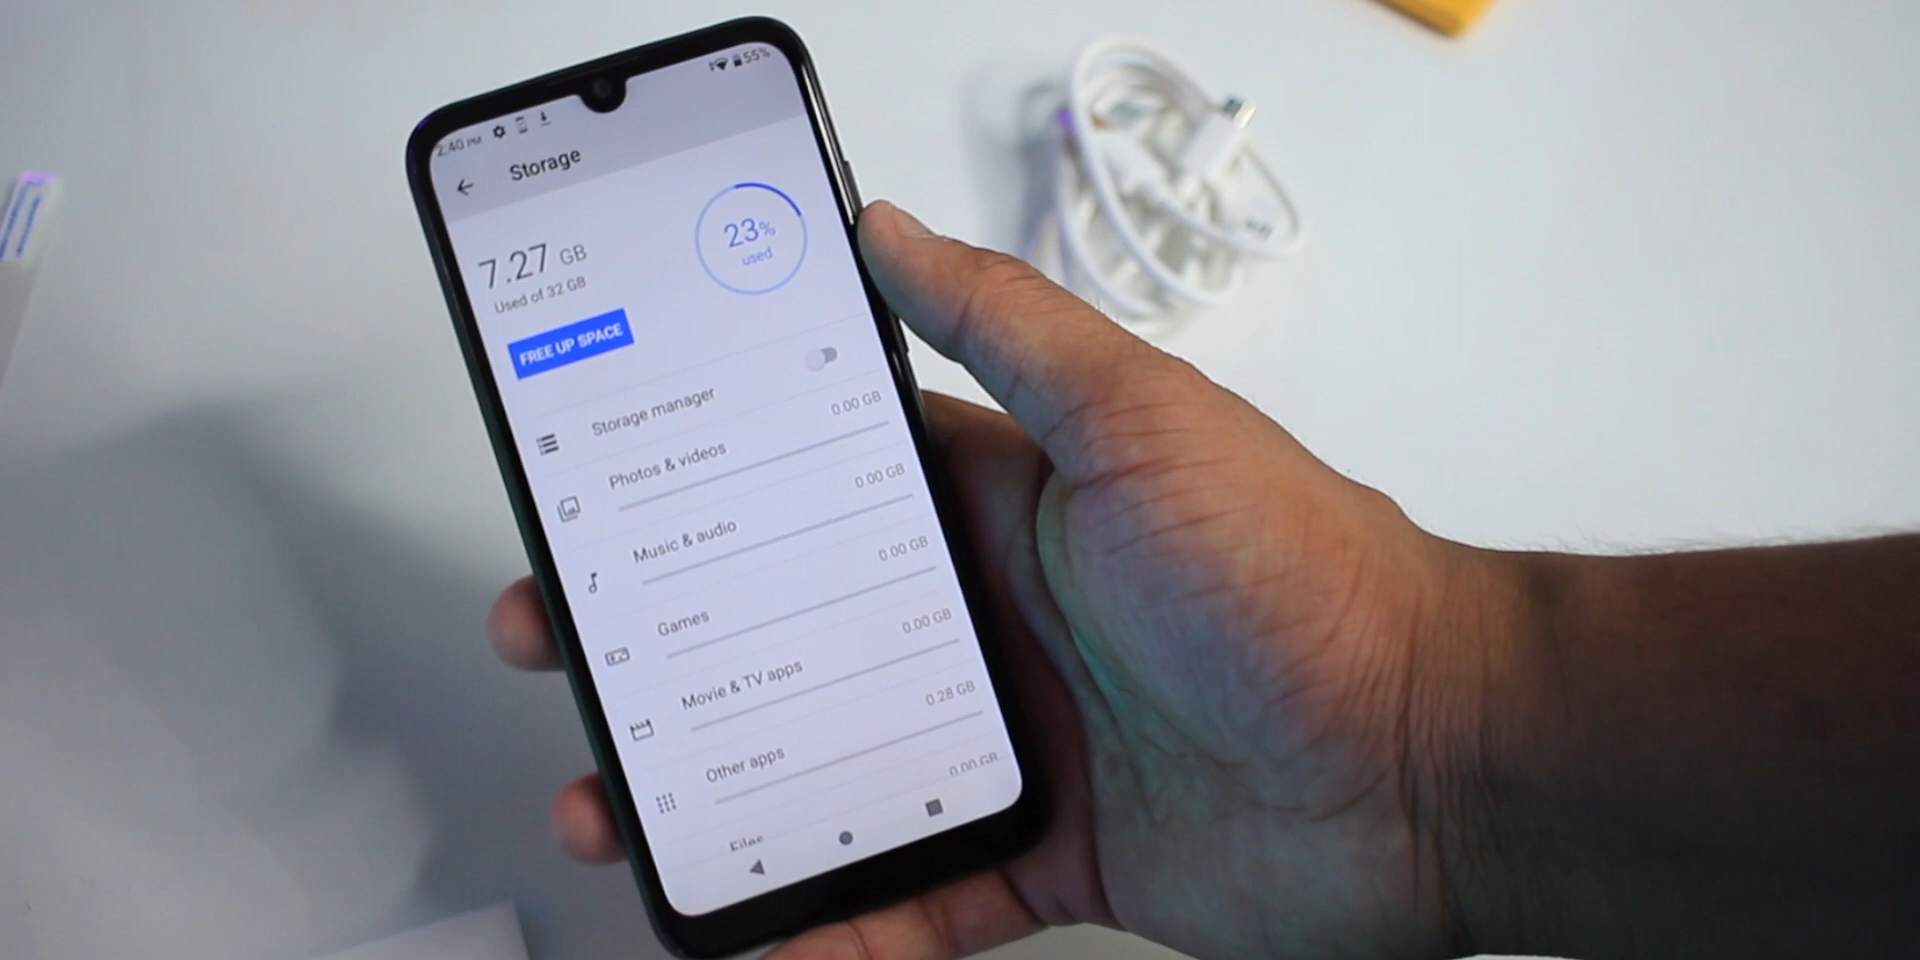 2:40 PM
55%
Storage
7.27 GB
Used of 32 GB
23%
used
FREE UP SPACE
Storage manager
Photos & videos
0.00 GB
Music & audio
0.00 GB
Games
0.00 GB
Movie & TV apps
0.00 GB
Other apps
0.28 GB
Files
0.00 GB